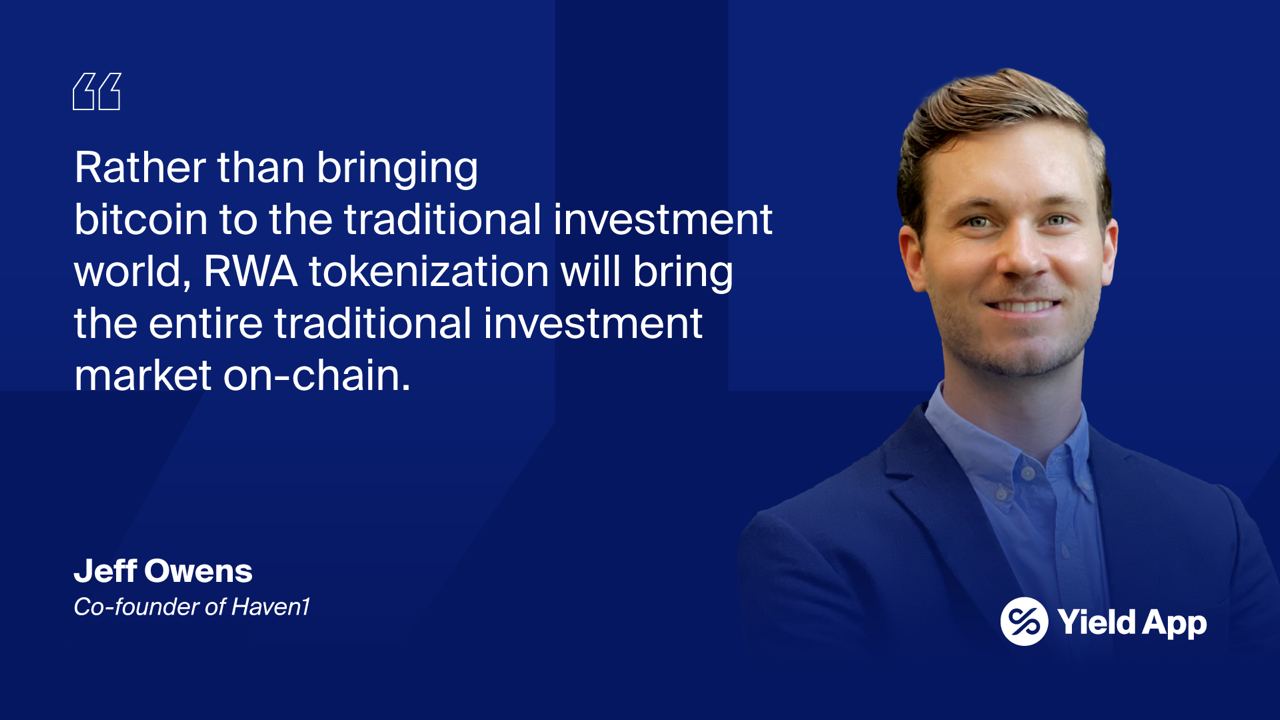 “
Rather than bringing
bitcoin to the traditional investment
world, RWA tokenization will bring
the entire traditional investment
market on-chain.
Jeff Owens
Co-founder of Haven1
Yield App